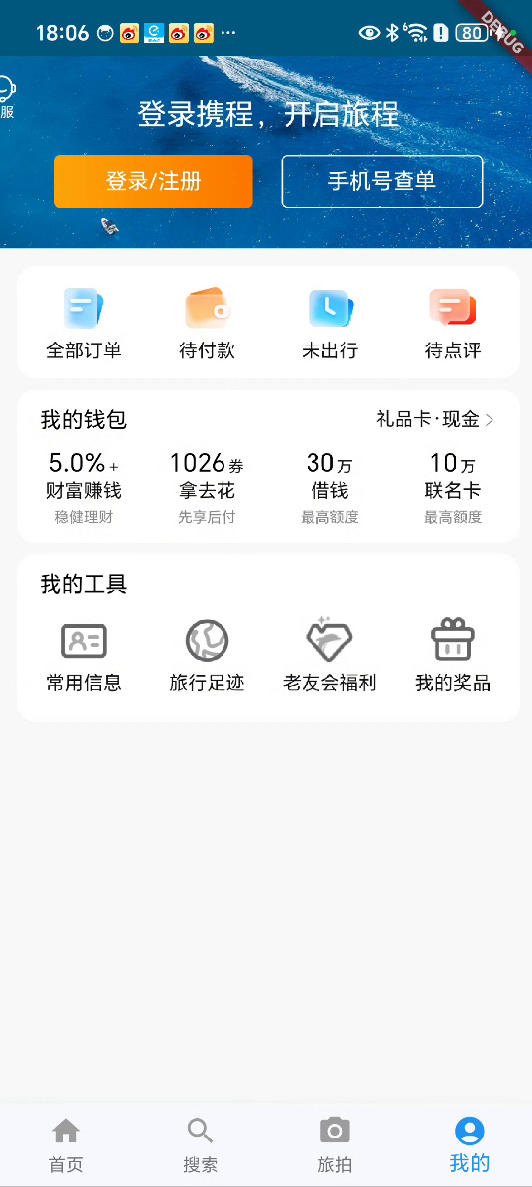 18:06 ... 6 80
DEBUG
服
登录携程，开启旅程
登录/注册 手机号查单
全部订单 待付款 未出行 待点评
我的钱包 礼品卡·现金
5.0%+ 1026券 30万 10万
财富赚钱 拿去花 借钱 联名卡
稳健理财 先享后付 最高额度 最高额度
我的工具
常用信息 旅行足迹 老友会福利 我的奖品
首页 搜索 旅拍 我的